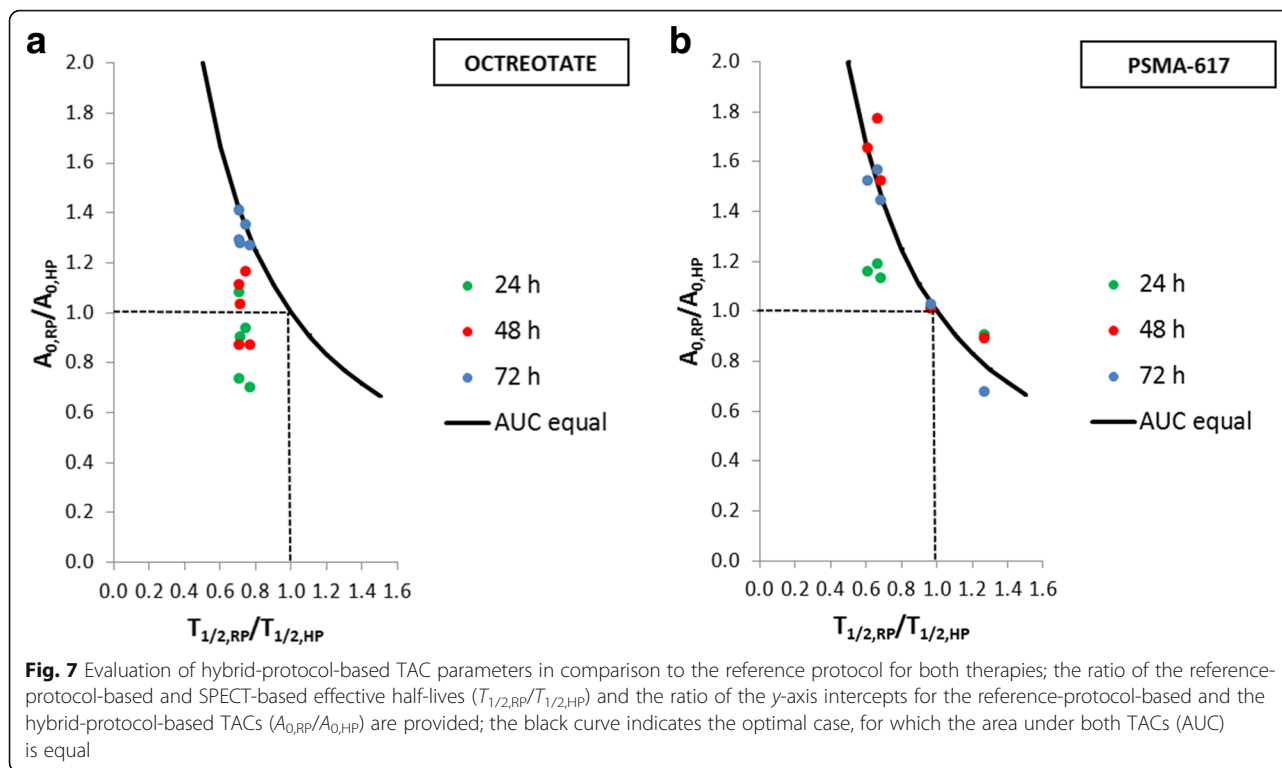 a
OCTREOTATE
2.0
1.8
1.6
1.4
1.2
1.0
0.8
0.6
0.4
0.2
0.0
A0,RP/A0,HP
0.0 0.2 0.4 0.6 0.8 1.0 1.2 1.4 1.6
T1/2,RP/T1/2,HP
24 h
48 h
72 h
AUC equal
b
PSMA-617
2.0
1.8
1.6
1.4
1.2
1.0
0.8
0.6
0.4
0.2
0.0
A0,RP/A0,HP
0.0 0.2 0.4 0.6 0.8 1.0 1.2 1.4 1.6
T1/2,RP/T1/2,HP
24 h
48 h
72 h
AUC equal
Fig. 7 Evaluation of hybrid-protocol-based TAC parameters in comparison to the reference protocol for both therapies; the ratio of the reference-
protocol-based and SPECT-based effective half-lives (T1/2,RP/T1/2,HP) and the ratio of the y-axis intercepts for the reference-protocol-based and the
hybrid-protocol-based TACs (A0,RP/A0,HP) are provided; the black curve indicates the optimal case, for which the area under both TACs (AUC)
is equal